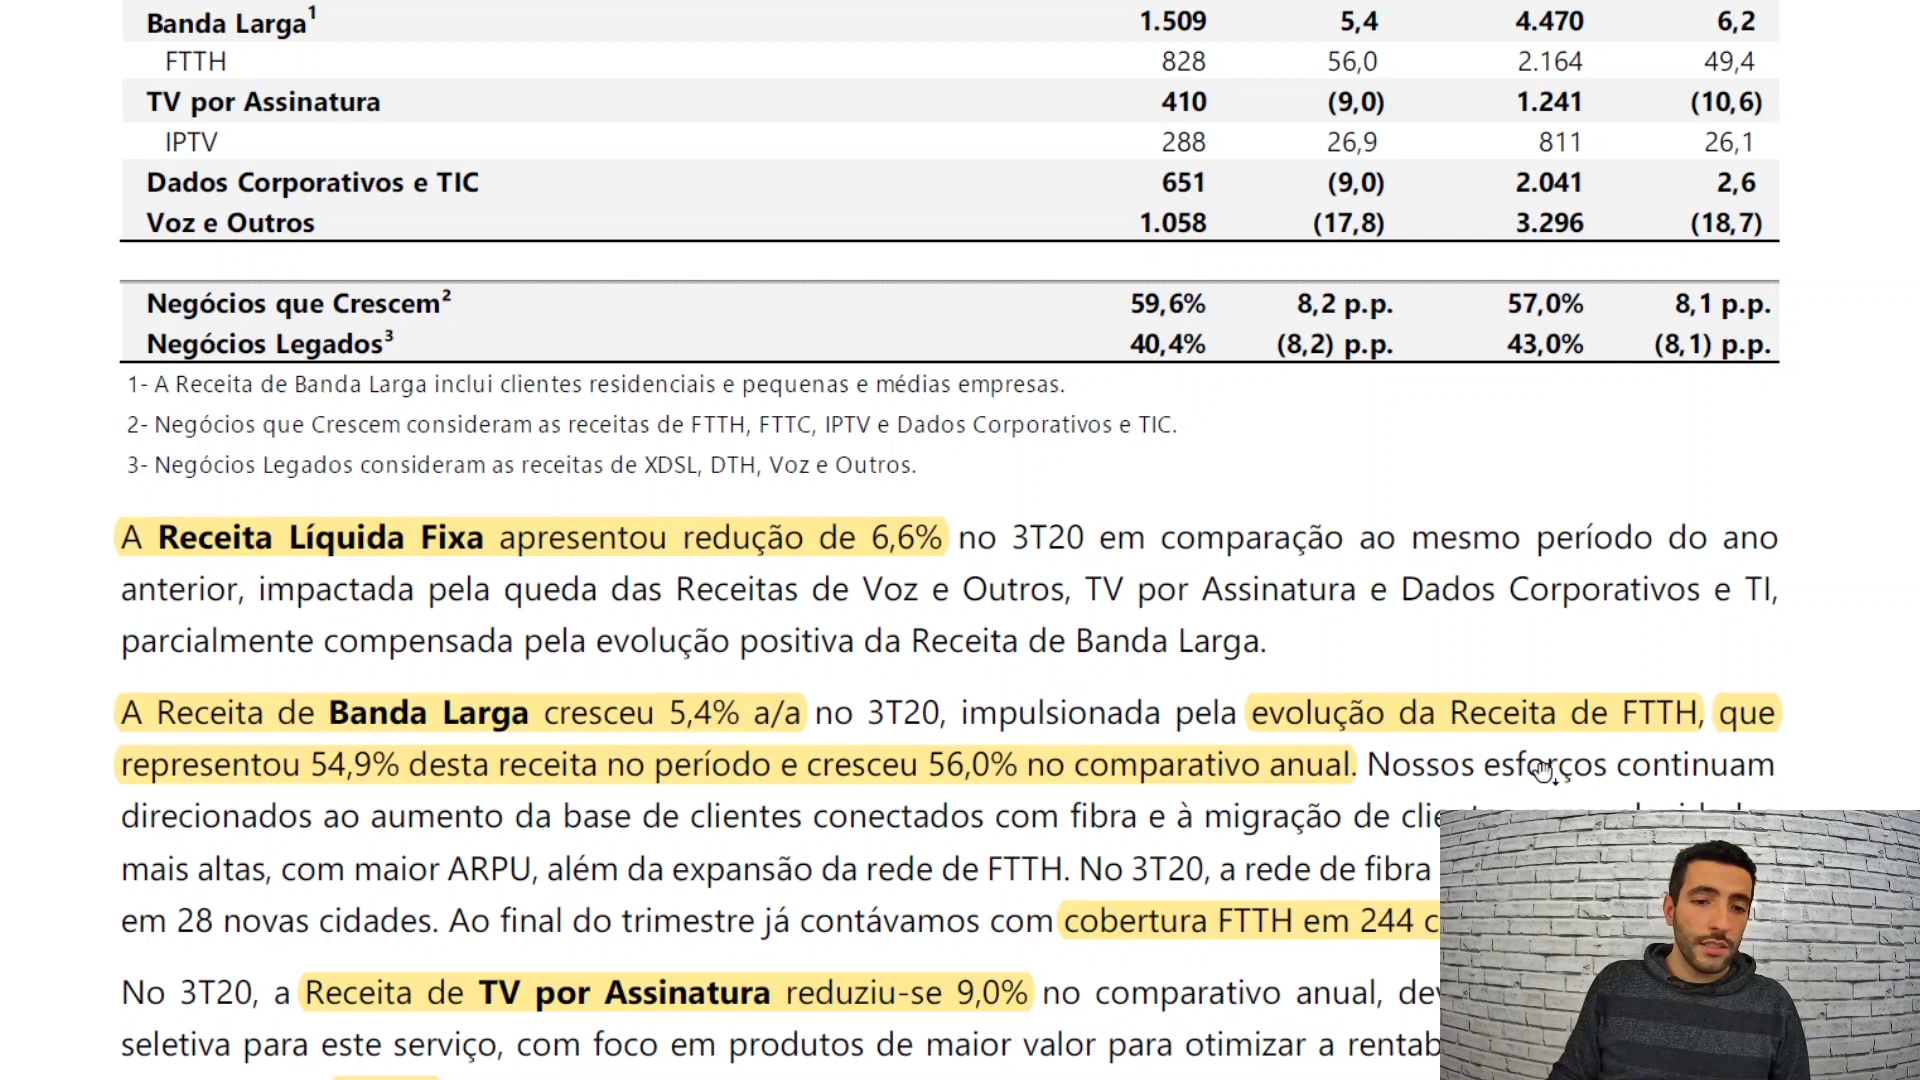 Banda Larga¹ 1.509 5,4 4.470 6,2
FTTH 828 56,0 2.164 49,4
TV por Assinatura 410 (9,0) 1.241 (10,6)
IPTV 288 26,9 811 26,1
Dados Corporativos e TIC 651 (9,0) 2.041 2,6
Voz e Outros 1.058 (17,8) 3.296 (18,7)
Negócios que Crescem² 59,6% 8,2 p.p. 57,0% 8,1 p.p.
Negócios Legados³ 40,4% (8,2) p.p. 43,0% (8,1) p.p.
1- A Receita de Banda Larga inclui clientes residenciais e pequenas e médias empresas.
2- Negócios que Crescem consideram as receitas de FTTH, FTTC, IPTV e Dados Corporativos e TIC.
3- Negócios Legados consideram as receitas de XDSL, DTH, Voz e Outros.
A Receita Líquida Fixa apresentou redução de 6,6% no 3T20 em comparação ao mesmo período do ano
anterior, impactada pela queda das Receitas de Voz e Outros, TV por Assinatura e Dados Corporativos e TI,
parcialmente compensada pela evolução positiva da Receita de Banda Larga.
A Receita de Banda Larga cresceu 5,4% a/a no 3T20, impulsionada pela evolução da Receita de FTTH, que
representou 54,9% desta receita no período e cresceu 56,0% no comparativo anual. Nossos esforços continuam
direcionados ao aumento da base de clientes conectados com fibra e à migração de
mais altas, com maior ARPU, além da expansão da rede de FTTH. No 3T20, a rede de fibra
em 28 novas cidades. Ao final do trimestre já contávamos com cobertura FTTH em 244
No 3T20, a Receita de TV por Assinatura reduziu-se 9,0% no comparativo anual,
seletiva para este serviço, com foco em produtos de maior valor para otimizar a